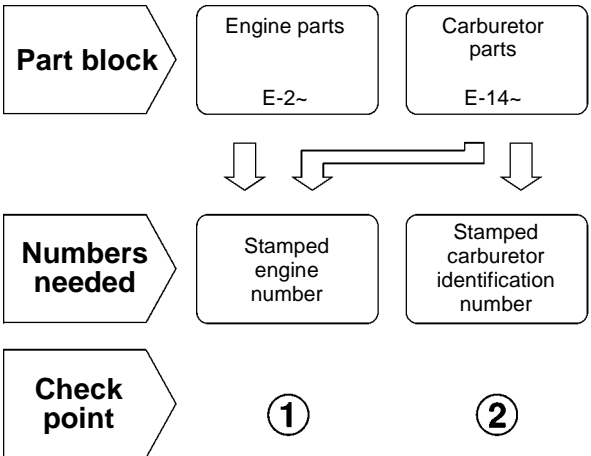 Part block
Engine parts
E-2~
Carburetor
parts
E-14~
Numbers
needed
Stamped
engine
number
Stamped
carburetor
identification
number
Check
point
①
②